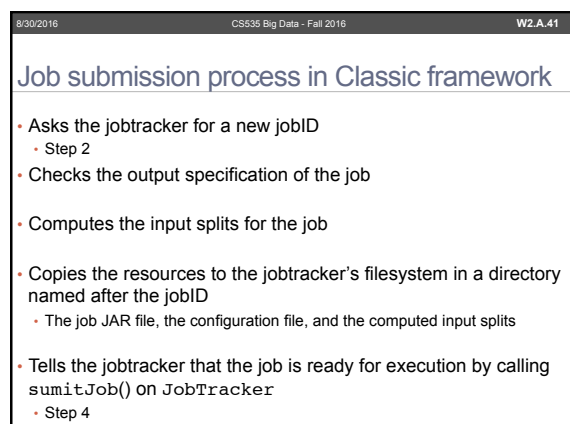 8/30/2016 CS535 Big Data - Fall 2016 W2.A.41
Job submission process in Classic framework
• Asks the jobtracker for a new jobID
• Step 2
• Checks the output specification of the job
• Computes the input splits for the job
• Copies the resources to the jobtracker's filesystem in a directory
named after the jobID
• The job JAR file, the configuration file, and the computed input splits
• Tells the jobtracker that the job is ready for execution by calling
sumitJob() on JobTracker
• Step 4